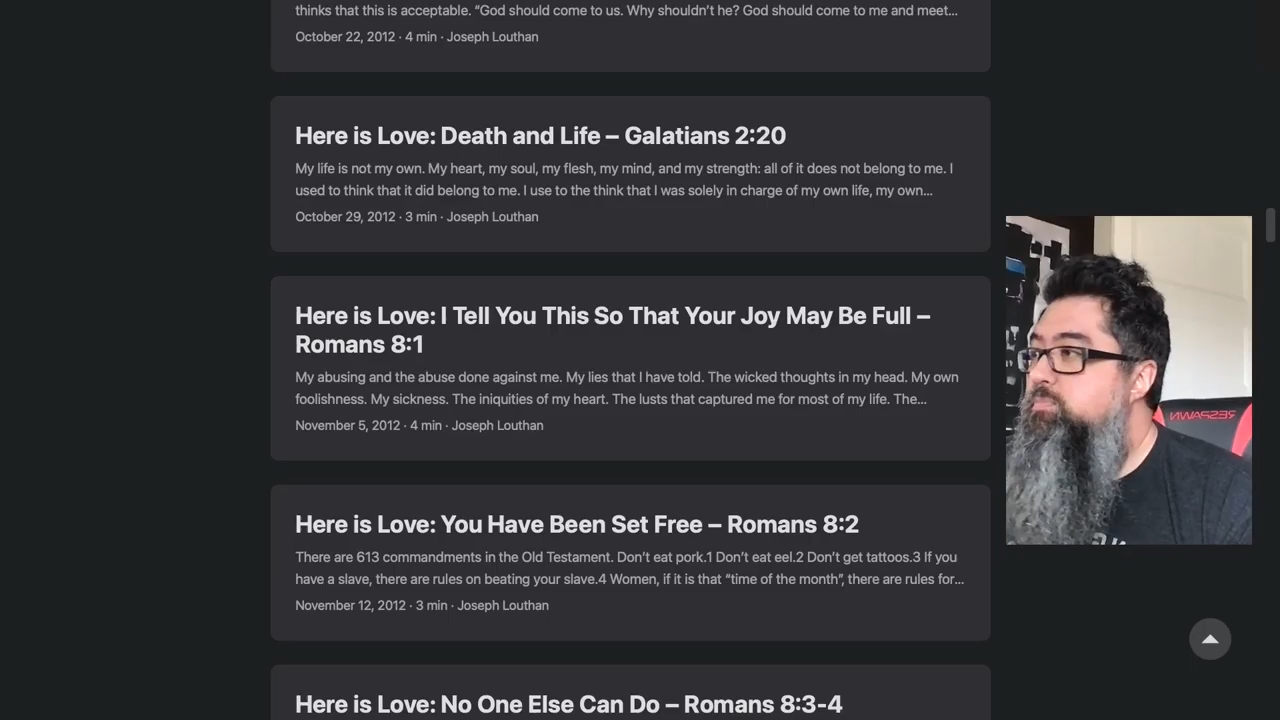 thinks that this is acceptable. “God should come to us. Why shouldn’t he? God should come to me and meet…
October 22, 2012 · 4 min · Joseph Louthan
Here is Love: Death and Life – Galatians 2:20
My life is not my own. My heart, my soul, my flesh, my mind, and my strength: all of it does not belong to me. I
used to think that it did belong to me. I use to the think that I was solely in charge of my own life, my own…
October 29, 2012 · 3 min · Joseph Louthan
Here is Love: I Tell You This So That Your Joy May Be Full –
Romans 8:1
My abusing and the abuse done against me. My lies that I have told. The wicked thoughts in my head. My own
foolishness. My sickness. The iniquities of my heart. The lusts that captured me for most of my life. The…
November 5, 2012 · 4 min · Joseph Louthan
RESPAWN
Here is Love: You Have Been Set Free – Romans 8:2
There are 613 commandments in the Old Testament. Don’t eat pork.1 Don’t eat eel.2 Don’t get tattoos.3 If you
have a slave, there are rules on beating your slave.4 Women, if it is that “time of the month”, there are rules for…
November 12, 2012 · 3 min · Joseph Louthan
Here is Love: No One Else Can Do – Romans 8:3-4